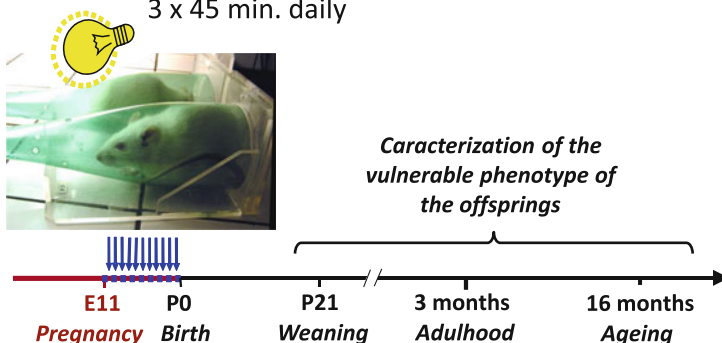 3 x 45 min. daily
Caracterization of the
vulnerable phenotype of
the offsprings
E11 P0 P21 3 months 16 months
Pregnancy Birth Weaning Adulhood Ageing